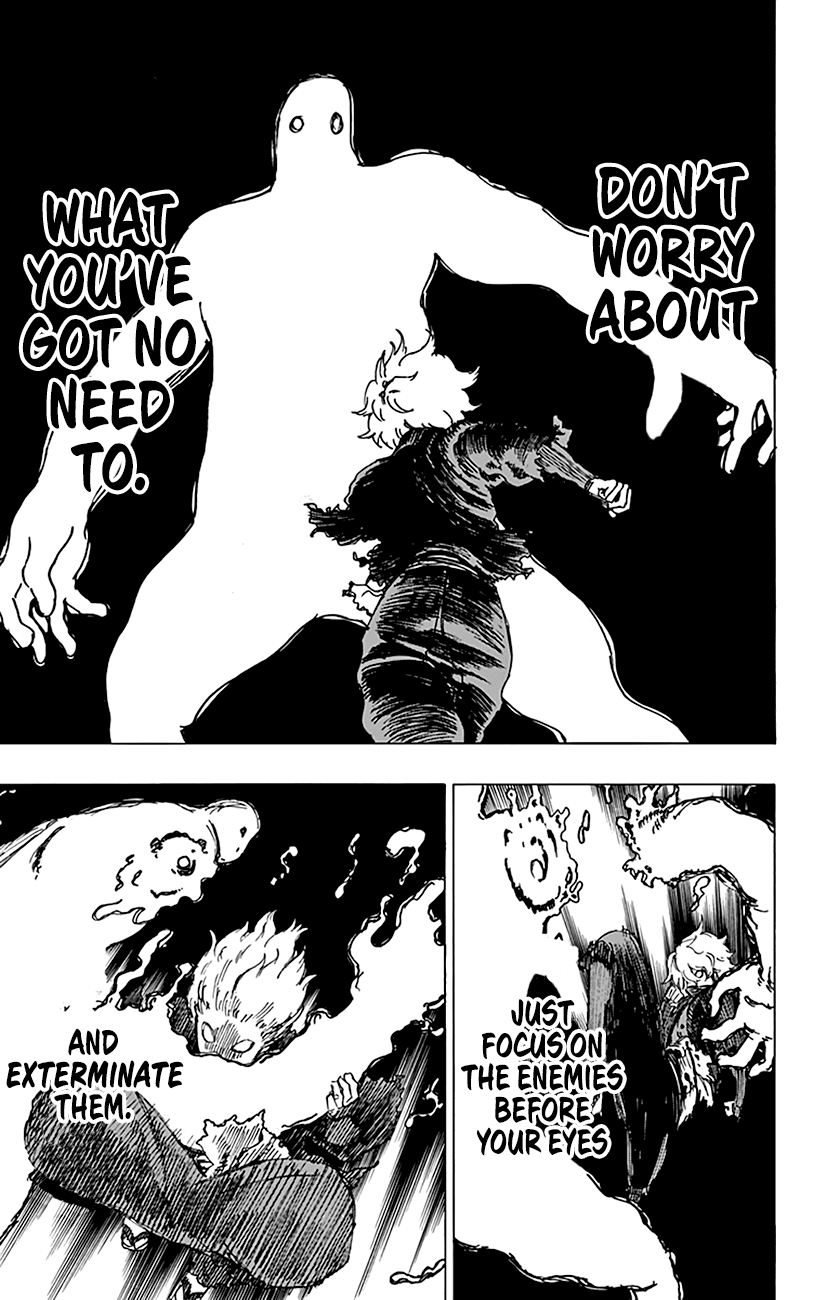 DON'T
WORRY
ABOUT
WHAT
YOU'VE
GOT NO
NEED
TO.
JUST
FOCUS ON
THE ENEMIES
BEFORE
YOUR EYES
AND
EXTERMINATE
THEM.